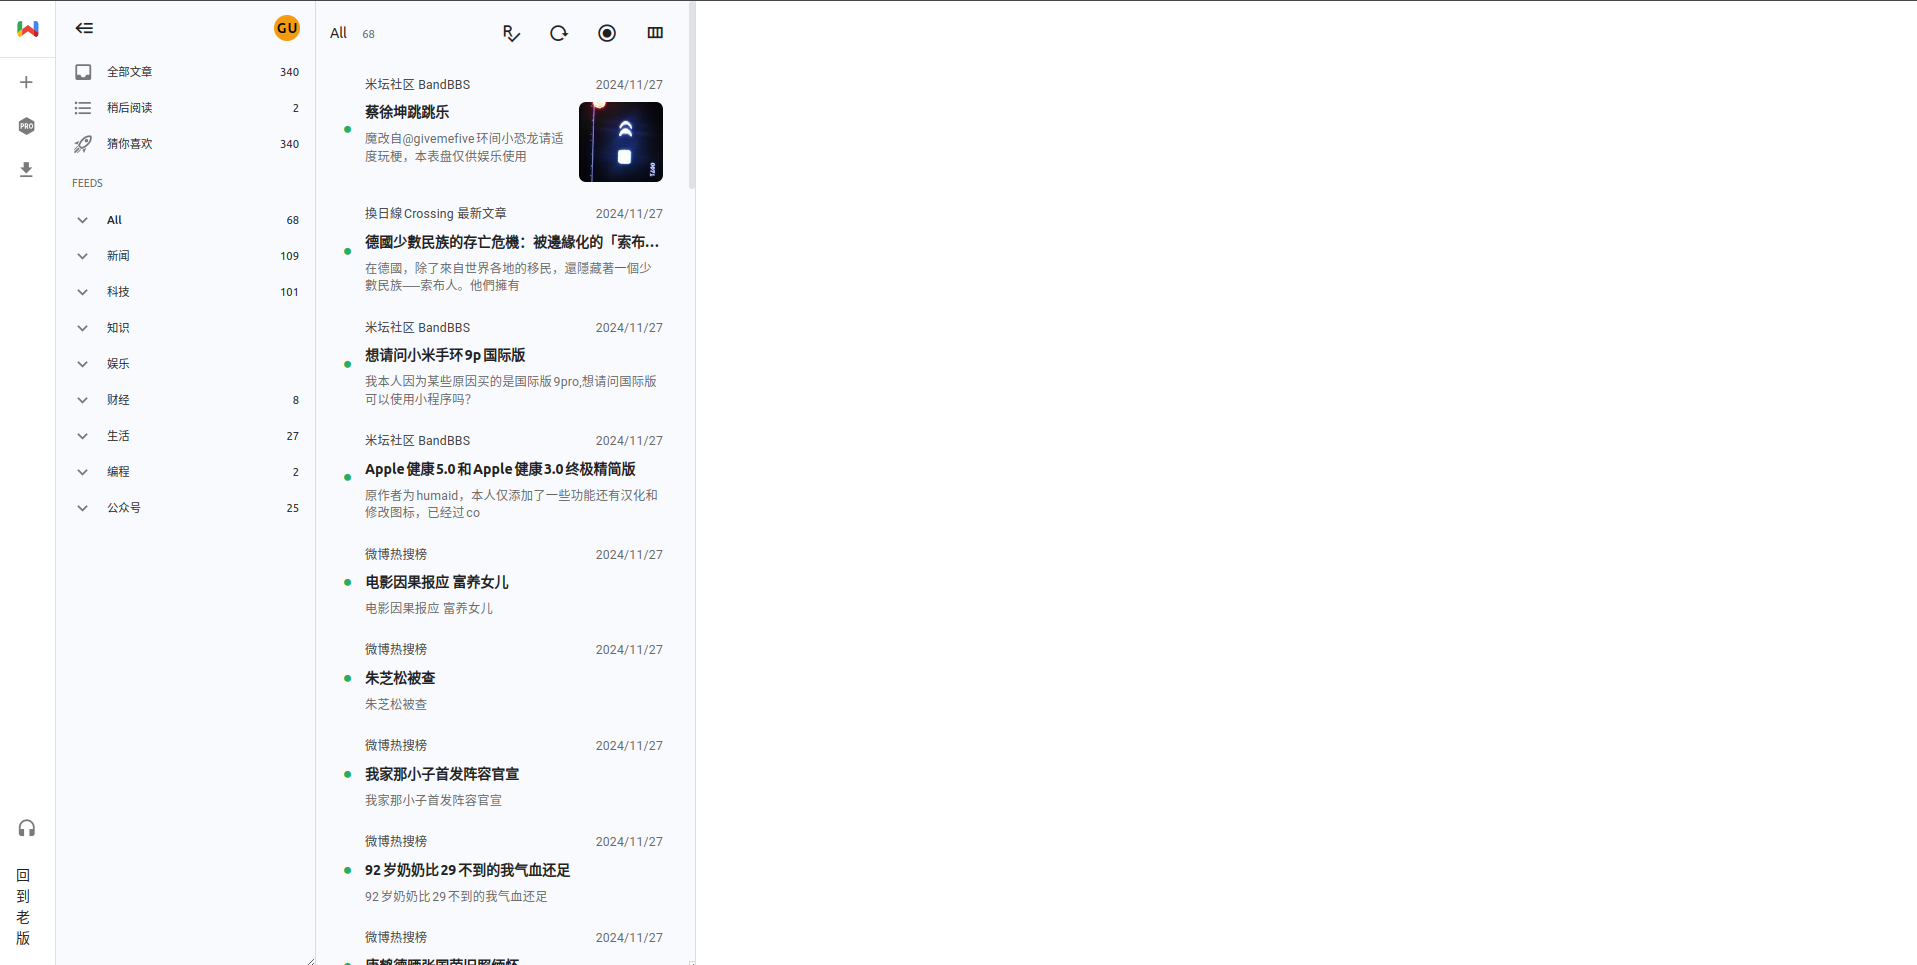 GU
全部文章 340
稍后阅读 2
PRO
猜你喜欢 340
FEEDS
All 68
新闻 109
科技 101
知识
娱乐
财经 8
生活 27
编程 2
公众号 25
回
到
老
版
All 68
米坛社区 BandBBS 2024/11/27
蔡徐坤跳跳乐
魔改自@givemefive环间小恐龙请适
度玩梗，本表盘仅供娱乐使用
換日線Crossing 最新文章 2024/11/27
德國少數民族的存亡危機：被邊緣化的「索布...
在德國，除了來自世界各地的移民，還隱藏著一個少
數民族──索布人。他們擁有
米坛社区 BandBBS 2024/11/27
想请问小米手环9p国际版
我本人因为某些原因买的是国际版9pro,想请问国际版
可以使用小程序吗？
米坛社区 BandBBS 2024/11/27
Apple健康5.0和Apple健康3.0终极精简版
原作者为humaid，本人仅添加了一些功能还有汉化和
修改图标，已经过co
微博热搜榜 2024/11/27
电影因果报应 富养女儿
电影因果报应 富养女儿
微博热搜榜 2024/11/27
朱芝松被查
朱芝松被查
微博热搜榜 2024/11/27
我家那小子首发阵容官宣
我家那小子首发阵容官宣
微博热搜榜 2024/11/27
92岁奶奶比29不到的我气血还足
92岁奶奶比29不到的我气血还足
微博热搜榜 2024/11/27